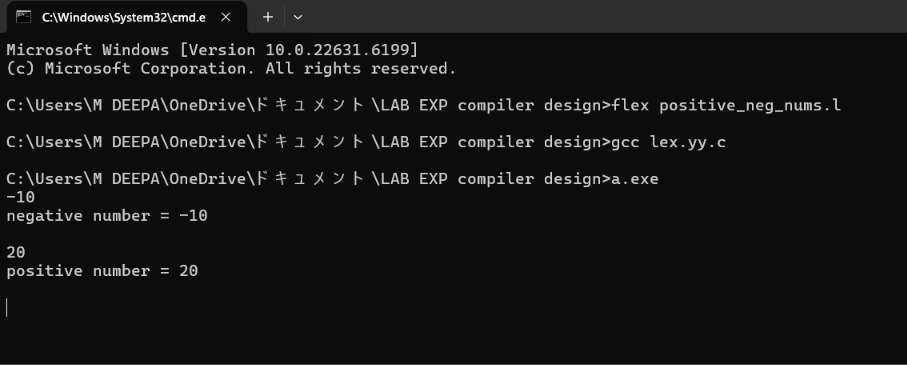 C:\Windows\System32\cmd.e
Microsoft Windows [Version 10.0.22631.6199]
(c) Microsoft Corporation. All rights reserved.
C:\Users\M DEEPA\OneDrive\ドキュメント\LAB EXP compiler design>flex positive_neg_nums.l
C:\Users\M DEEPA\OneDrive\ドキュメント\LAB EXP compiler design>gcc lex.yy.c
C:\Users\M DEEPA\OneDrive\ドキュメント\LAB EXP compiler design>a.exe
-10
negative number = -10
20
positive number = 20